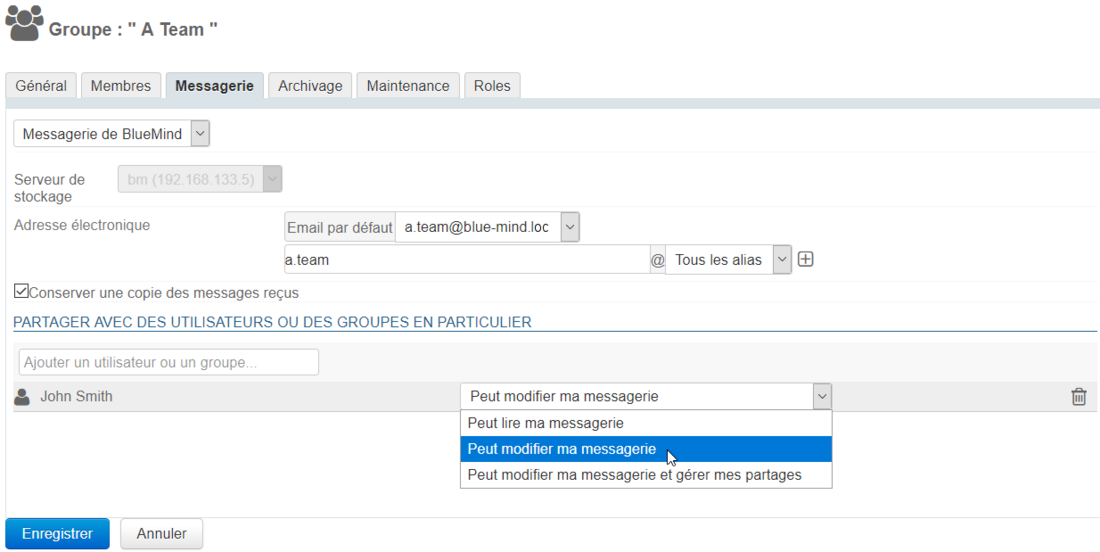 Groupe : " A Team "
Général Membres Messagerie Archivage Maintenance Roles
Messagerie de BlueMind
Serveur de
stockage
bm (192.168.133.5)
Adresse électronique
Email par défaut a.team@blue-mind.loc
a.team @ Tous les alias
Conserver une copie des messages reçus
PARTAGER AVEC DES UTILISATEURS OU DES GROUPES EN PARTICULIER
Ajouter un utilisateur ou un groupe...
John Smith Peut modifier ma messagerie
Peut lire ma messagerie
Peut modifier ma messagerie
Peut modifier ma messagerie et gérer mes partages
Enregistrer Annuler